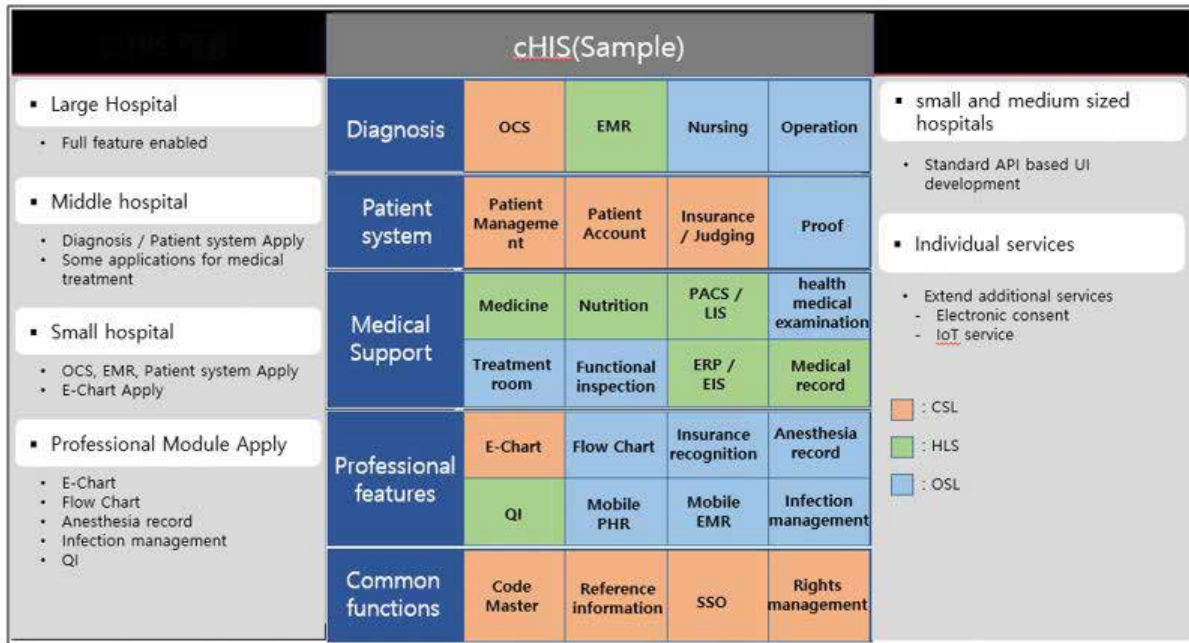 cHIS(Sample)
▪ Large Hospital
• Full feature enabled
▪ Middle hospital
• Diagnosis / Patient system Apply
• Some applications for medical
treatment
▪ Small hospital
• OCS, EMR, Patient system Apply
• E-Chart Apply
▪ Professional Module Apply
• E-Chart
• Flow Chart
• Anesthesia record
• Infection management
• QI
Diagnosis
OCS
EMR
Nursing
Operation
Patient
system
Patient
Manageme
nt
Patient
Account
Insurance
/ Judging
Proof
Medical
Support
Medicine
Nutrition
PACS /
LIS
health
medical
examination
Treatment
room
Functional
inspection
ERP /
EIS
Medical
record
Professional
features
E-Chart
Flow Chart
Insurance
recognition
Anesthesia
record
QI
Mobile
PHR
Mobile
EMR
Infection
management
Common
functions
Code
Master
Reference
information
SSO
Rights
management
▪ small and medium sized
hospitals
• Standard API based UI
development
▪ Individual services
• Extend additional services
- Electronic consent
- IoT service
: CSL
: HLS
: OSL